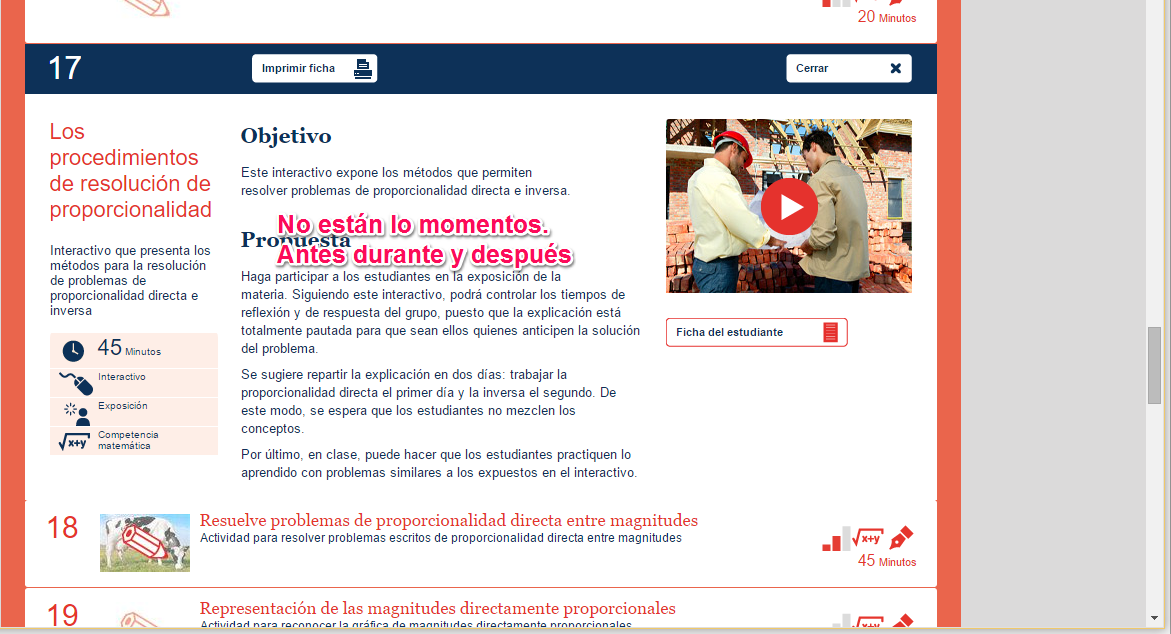 20 Minutos
17
Imprimir ficha
Cerrar
Los
procedimientos
de resolución de
proporcionalidad
Interactivo que presenta los
métodos para la resolución
de problemas de
proporcionalidad directa e
inversa
45 Minutos
Interactivo
Exposición
√x+y Competencia
matemática
Objetivo
Este interactivo expone los métodos que permiten
resolver problemas de proporcionalidad directa e inversa.
No están lo momentos.
Antes durante y después
Propuesta
Haga participar a los estudiantes en la exposición de la
materia. Siguiendo este interactivo, podrá controlar los tiempos de
reflexión y de respuesta del grupo, puesto que la explicación está
totalmente pautada para que sean ellos quienes anticipen la solución
del problema.
Se sugiere repartir la explicación en dos días: trabajar la
proporcionalidad directa el primer día y la inversa el segundo. De
este modo, se espera que los estudiantes no mezclen los
conceptos.
Por último, en clase, puede hacer que los estudiantes practiquen lo
aprendido con problemas similares a los expuestos en el interactivo.
Ficha del estudiante
18
Resuelve problemas de proporcionalidad directa entre magnitudes
Actividad para resolver problemas escritos de proporcionalidad directa entre magnitudes
√x+y
45 Minutos
19
Representación de las magnitudes directamente proporcionales
Actividad para reconocer la gráfica de magnitudes directamente proporcionales
√x+y